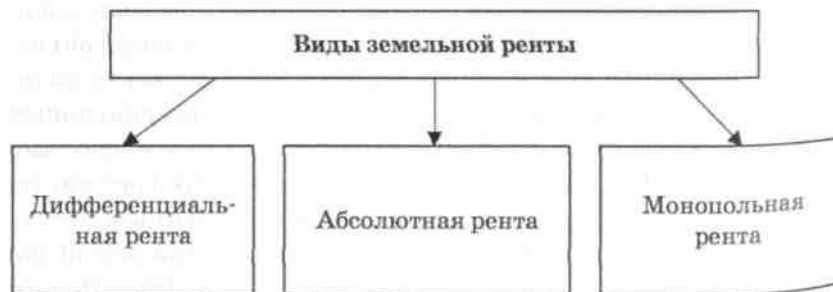 Виды земельной ренты
Дифференциаль-
ная рента
Абсолютная рента
Монопольная
рента